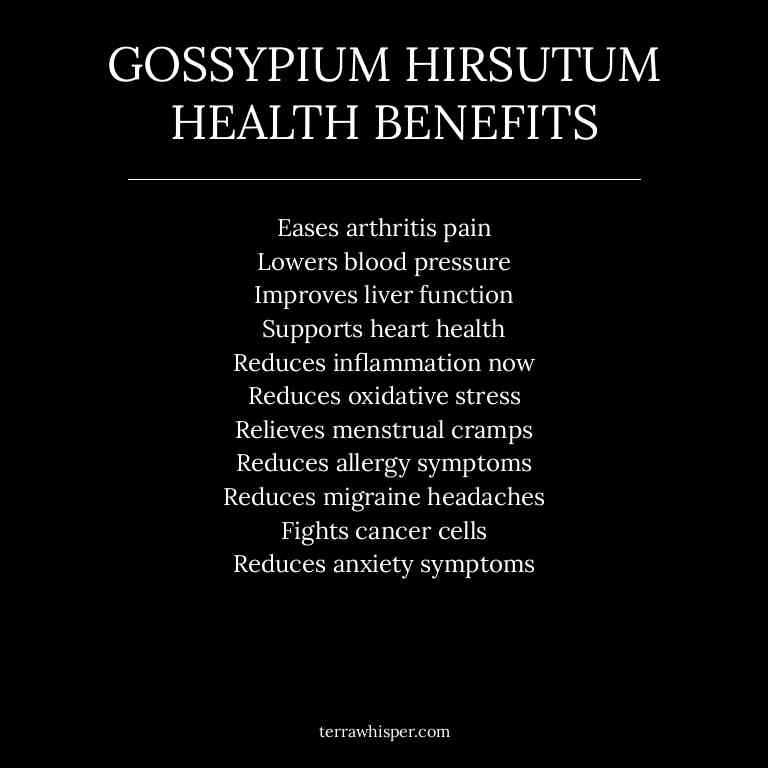 GOSSYPIUM HIRSUTUM
HEALTH BENEFITS
Eases arthritis pain
Lowers blood pressure
Improves liver function
Supports heart health
Reduces inflammation now
Reduces oxidative stress
Relieves menstrual cramps
Reduces allergy symptoms
Reduces migraine headaches
Fights cancer cells
Reduces anxiety symptoms
terrawhisper.com